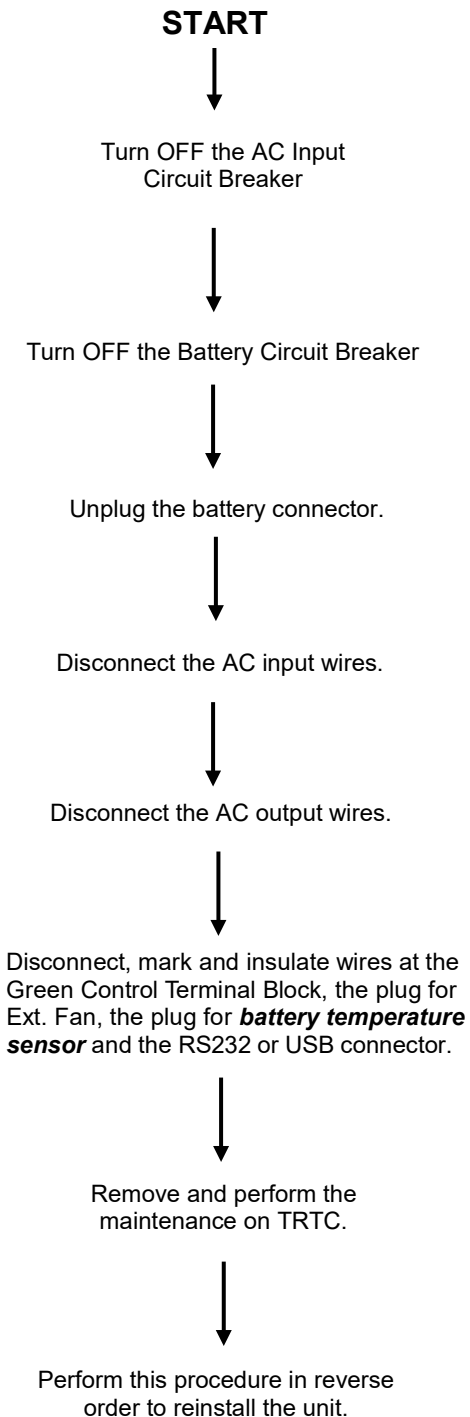 START
Turn OFF the AC Input
Circuit Breaker
Turn OFF the Battery Circuit Breaker
Unplug the battery connector.
Disconnect the AC input wires.
Disconnect the AC output wires.
Disconnect, mark and insulate wires at the
Green Control Terminal Block, the plug for
Ext. Fan, the plug for battery temperature
sensor and the RS232 or USB connector.
Remove and perform the
maintenance on TRTC.
Perform this procedure in reverse
order to reinstall the unit.